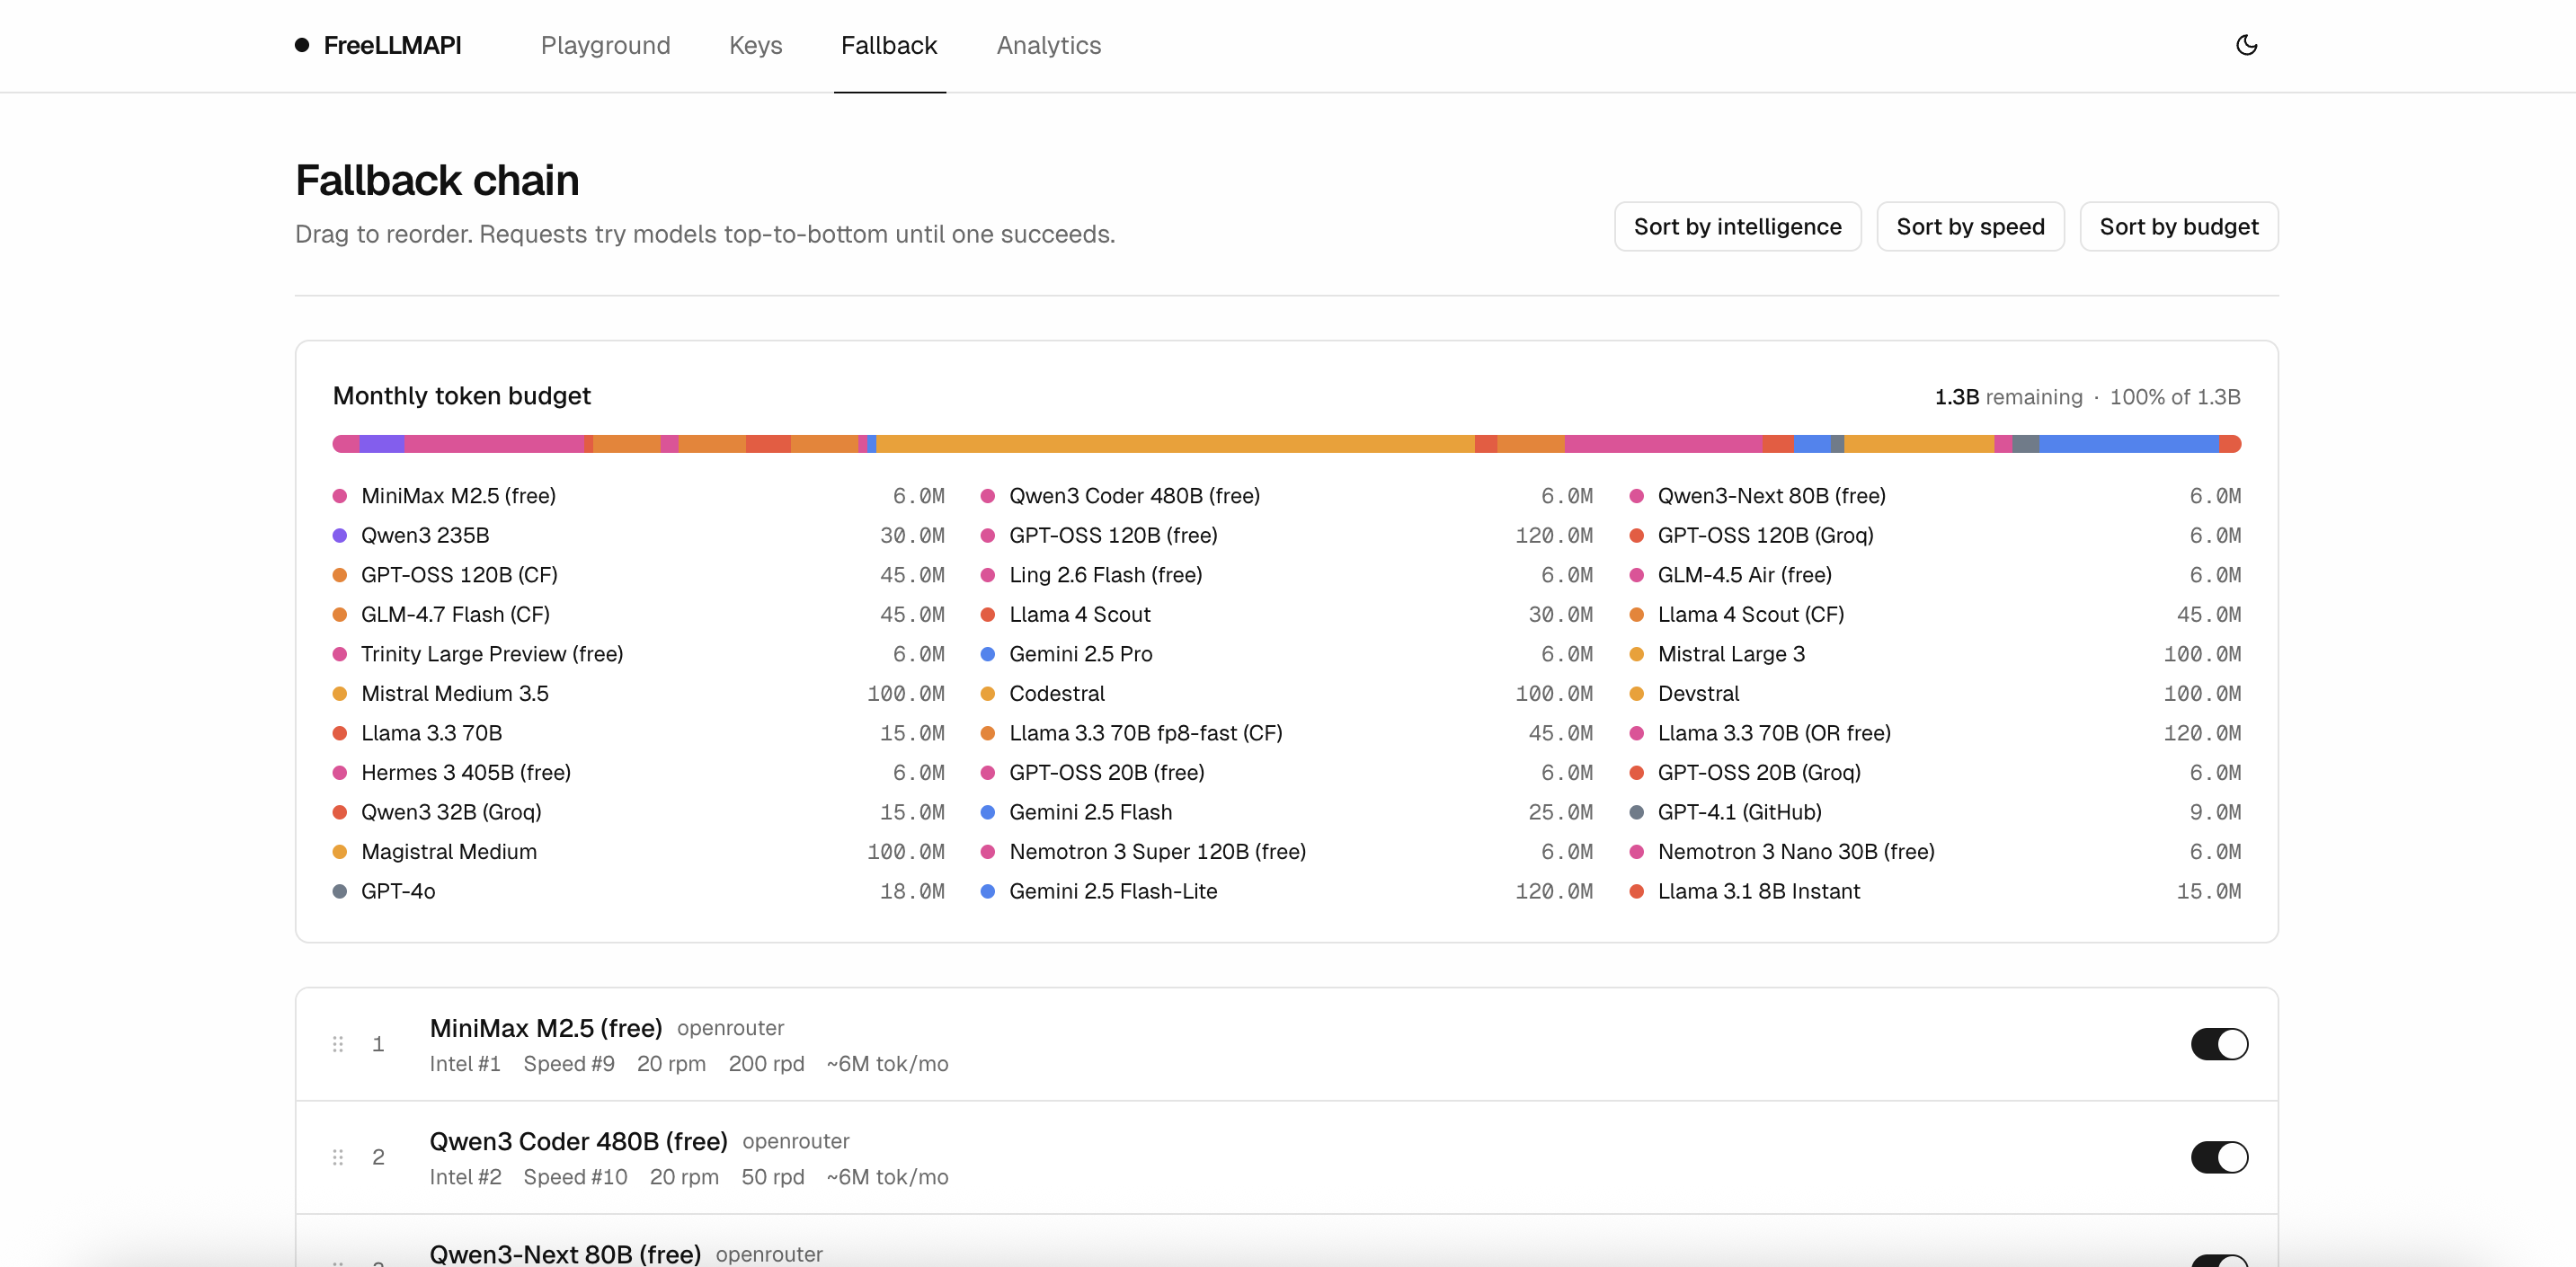 FreeLLMAPI Playground Keys Fallback Analytics
Fallback chain
Drag to reorder. Requests try models top-to-bottom until one succeeds.
Sort by intelligence Sort by speed Sort by budget
Monthly token budget 1.3B remaining · 100% of 1.3B
MiniMax M2.5 (free) 6.0M Qwen3 Coder 480B (free) 6.0M Qwen3-Next 80B (free) 6.0M
Qwen3 235B 30.0M GPT-OSS 120B (free) 120.0M GPT-OSS 120B (Groq) 6.0M
GPT-OSS 120B (CF) 45.0M Ling 2.6 Flash (free) 6.0M GLM-4.5 Air (free) 6.0M
GLM-4.7 Flash (CF) 45.0M Llama 4 Scout 30.0M Llama 4 Scout (CF) 45.0M
Trinity Large Preview (free) 6.0M Gemini 2.5 Pro 6.0M Mistral Large 3 100.0M
Mistral Medium 3.5 100.0M Codestral 100.0M Devstral 100.0M
Llama 3.3 70B 15.0M Llama 3.3 70B fp8-fast (CF) 45.0M Llama 3.3 70B (OR free) 120.0M
Hermes 3 405B (free) 6.0M GPT-OSS 20B (free) 6.0M GPT-OSS 20B (Groq) 6.0M
Qwen3 32B (Groq) 15.0M Gemini 2.5 Flash 25.0M GPT-4.1 (GitHub) 9.0M
Magistral Medium 100.0M Nemotron 3 Super 120B (free) 6.0M Nemotron 3 Nano 30B (free) 6.0M
GPT-4o 18.0M Gemini 2.5 Flash-Lite 120.0M Llama 3.1 8B Instant 15.0M
1 MiniMax M2.5 (free) openrouter
Intel #1 Speed #9 20 rpm 200 rpd ~6M tok/mo
2 Qwen3 Coder 480B (free) openrouter
Intel #2 Speed #10 20 rpm 50 rpd ~6M tok/mo
Qwen3-Next 80B (free) openrouter